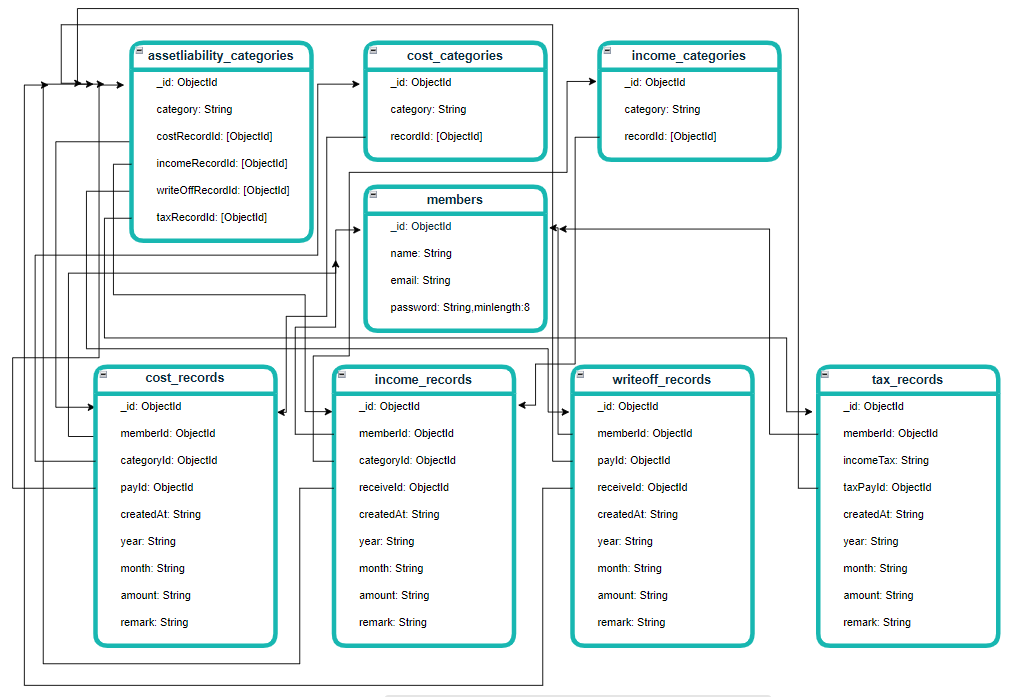 assetliability_categories
_id: ObjectId
category: String
costRecordId: [ObjectId]
incomeRecordId: [ObjectId]
writeOffRecordId: [ObjectId]
taxRecordId: [ObjectId]
cost_categories
_id: ObjectId
category: String
recordId: [ObjectId]
income_categories
_id: ObjectId
category: String
recordId: [ObjectId]
members
_id: ObjectId
name: String
email: String
password: String,minlength:8
cost_records
_id: ObjectId
memberId: ObjectId
categoryId: ObjectId
payId: ObjectId
createdAt: String
year: String
month: String
amount: String
remark: String
income_records
_id: ObjectId
memberId: ObjectId
categoryId: ObjectId
receiveId: ObjectId
createdAt: String
year: String
month: String
amount: String
remark: String
writeoff_records
_id: ObjectId
memberId: ObjectId
payId: ObjectId
receiveId: ObjectId
createdAt: String
year: String
month: String
amount: String
remark: String
tax_records
_id: ObjectId
memberId: ObjectId
incomeTax: String
taxPayId: ObjectId
createdAt: String
year: String
month: String
amount: String
remark: String